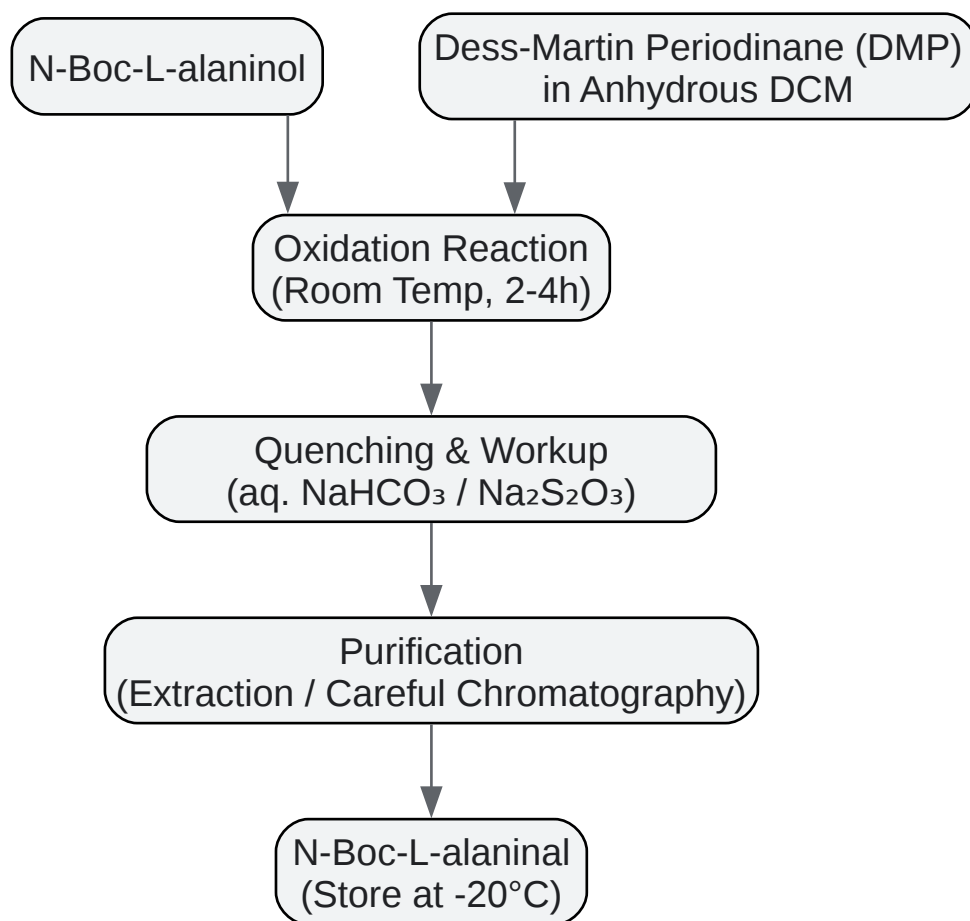 N-Boc-L-alaninol
Dess-Martin Periodinane (DMP)
in Anhydrous DCM
Oxidation Reaction
(Room Temp, 2-4h)
Quenching & Workup
(aq. NaHCO₃ / Na₂S₂O₃)
Purification
(Extraction / Careful Chromatography)
N-Boc-L-alaninal
(Store at -20°C)